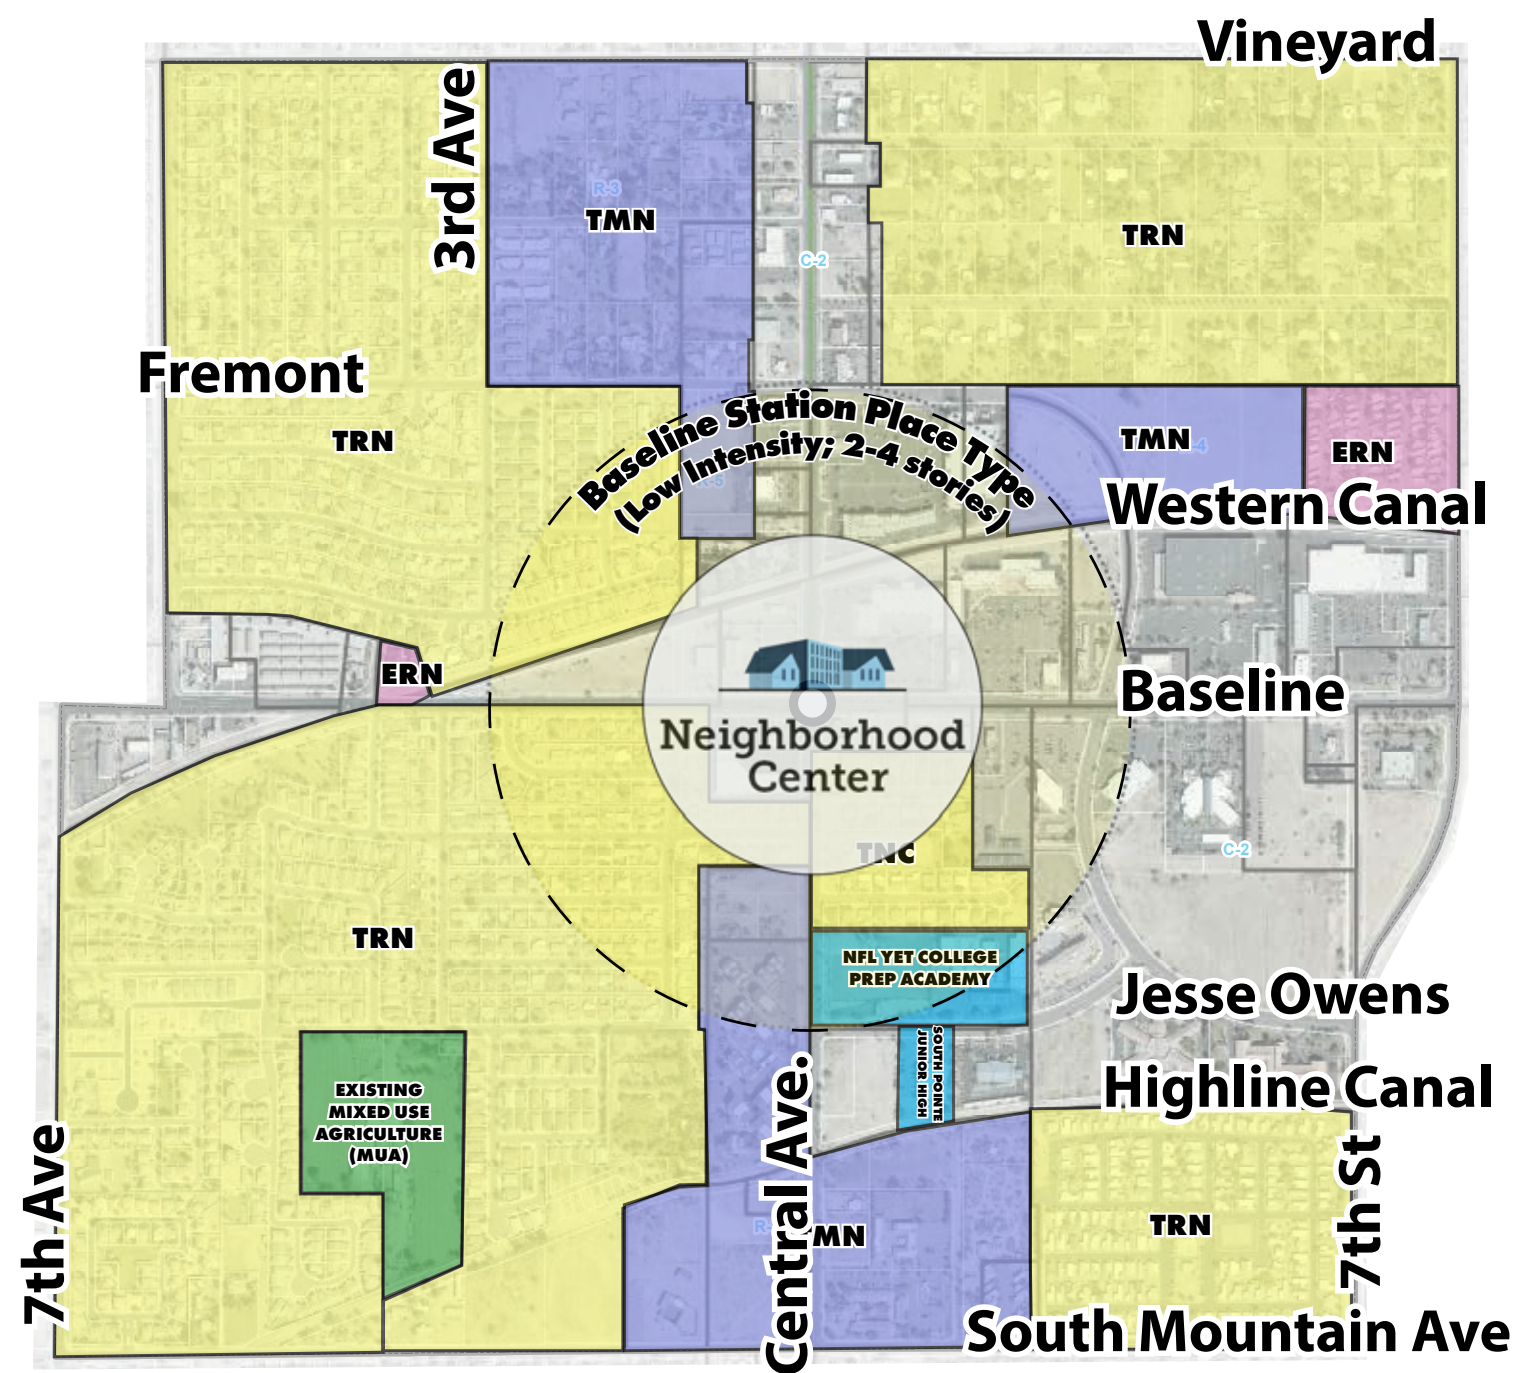 Vineyard
3rd Ave
R-3
TMN
TRN
C-2
Fremont
TRN
Baseline Station Place Type
(Low Intensity; 2-4 stories)
TMN
ERN
Western Canal
ERN
Baseline
Neighborhood
Center
TNC
C-2
TRN
NFL YET COLLEGE
PREP ACADEMY
Jesse Owens
SOUTH POINTE
JUNIOR HIGH
Highline Canal
EXISTING
MIXED USE
AGRICULTURE
(MUA)
7th Ave
Central Ave.
MN
TRN
7th St
South Mountain Ave